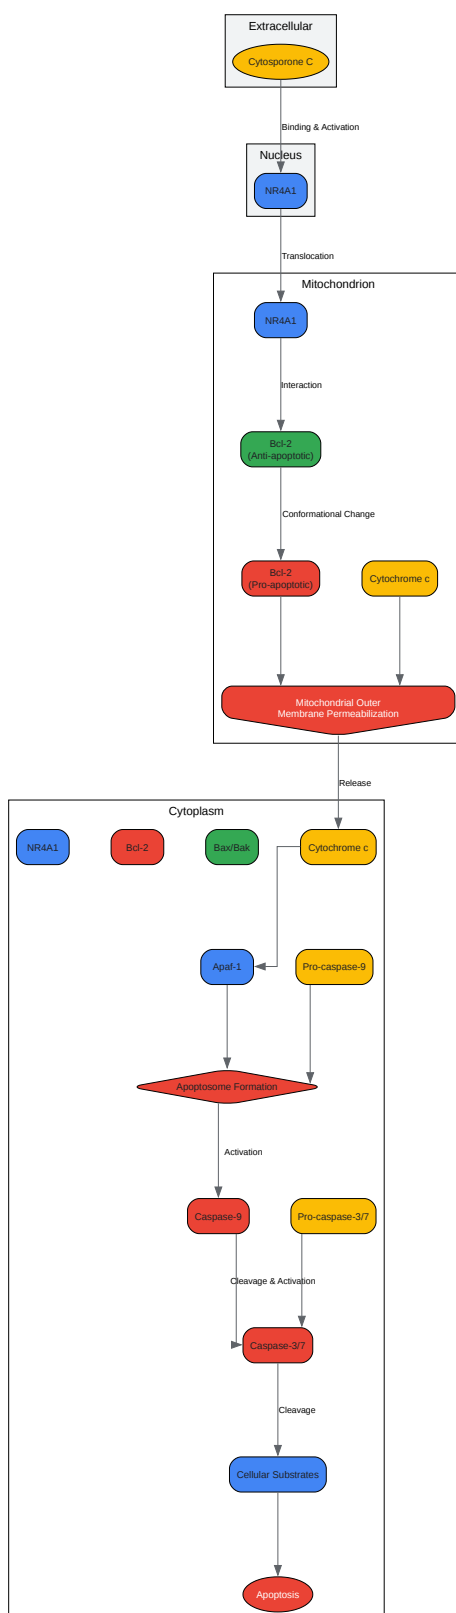 Extracellular
Cytosporone C
Binding & Activation
Nucleus
NR4A1
Translocation
Mitochondrion
NR4A1
Interaction
Bcl-2
(Anti-apoptotic)
Conformational Change
Bcl-2
(Pro-apoptotic)
Cytochrome c
Mitochondrial Outer
Membrane Permeabilization
Release
Cytoplasm
NR4A1
Bcl-2
Bax/Bak
Cytochrome c
Apaf-1
Pro-caspase-9
Apoptosome Formation
Activation
Caspase-9
Pro-caspase-3/7
Cleavage & Activation
Caspase-3/7
Cleavage
Cellular Substrates
Apoptosis